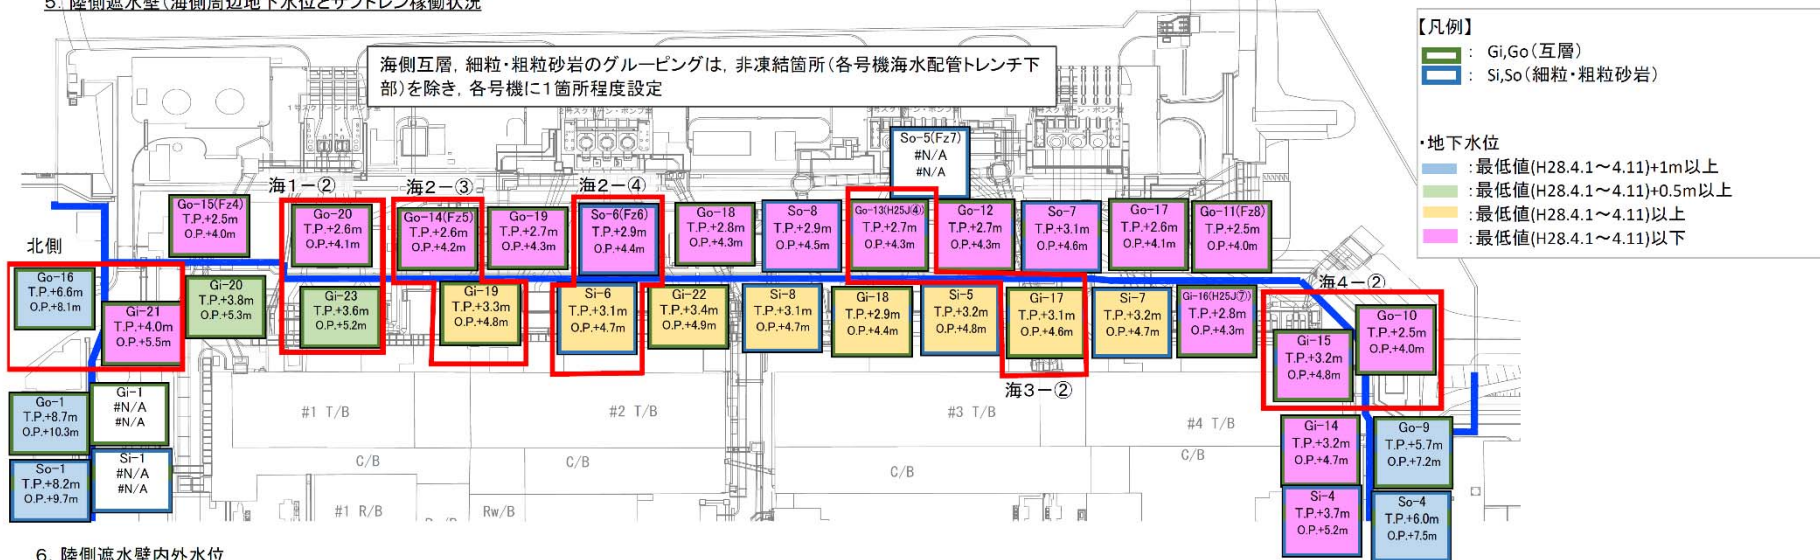 5．陸側遮水壁（海側周辺地下水位とサブドレン稼働状況
海側互層，細粒・粗粒砂岩のグルーピングは，非凍結箇所（各号機海水配管トレンチ下
部）を除き，各号機に１箇所程度設定
【凡例】
： Gi,Go（互層）
： Si,So（細粒・粗粒砂岩）
・地下水位
：最低値(H28.4.1～4.11)+1m以上
：最低値(H28.4.1～4.11)+0.5m以上
：最低値(H28.4.1～4.11)以上
：最低値(H28.4.1～4.11)以下
So-5(Fz7)
#N/A
#N/A
海１－②
海２－③
海２－④
Go-15(Fz4)
T.P.+2.5m
O.P.+4.0m
Go-20
T.P.+2.6m
O.P.+4.1m
Go-14(Fz5)
T.P.+2.6m
O.P.+4.2m
Go-19
T.P.+2.7m
O.P.+4.3m
So-6(Fz6)
T.P.+2.9m
O.P.+4.4m
Go-18
T.P.+2.8m
O.P.+4.3m
So-8
T.P.+2.9m
O.P.+4.5m
Go-13(H25J④)
T.P.+2.7m
O.P.+4.3m
Go-12
T.P.+2.7m
O.P.+4.3m
So-7
T.P.+3.1m
O.P.+4.6m
Go-17
T.P.+2.6m
O.P.+4.1m
Go-11(Fz8)
T.P.+2.5m
O.P.+4.0m
北側
Go-16
T.P.+6.6m
O.P.+8.1m
Gi-21
T.P.+4.0m
O.P.+5.5m
Gi-20
T.P.+3.8m
O.P.+5.3m
Gi-23
T.P.+3.6m
O.P.+5.2m
Gi-19
T.P.+3.3m
O.P.+4.8m
Si-6
T.P.+3.1m
O.P.+4.7m
Gi-22
T.P.+3.4m
O.P.+4.9m
Si-8
T.P.+3.1m
O.P.+4.7m
Gi-18
T.P.+2.9m
O.P.+4.4m
Si-5
T.P.+3.2m
O.P.+4.8m
Gi-17
T.P.+3.1m
O.P.+4.6m
Si-7
T.P.+3.2m
O.P.+4.7m
Gi-16(H25J⑦)
T.P.+2.8m
O.P.+4.3m
海４－②
Gi-15
T.P.+3.2m
O.P.+4.8m
Go-10
T.P.+2.5m
O.P.+4.0m
海３－②
Go-1
T.P.+8.7m
O.P.+10.3m
Gi-1
#N/A
#N/A
So-1
T.P.+8.2m
O.P.+9.7m
Si-1
#N/A
#N/A
#1 T/B
#2 T/B
#3 T/B
#4 T/B
C/B
C/B
C/B
C/B
#1 R/B
Rw/B
Gi-14
T.P.+3.2m
O.P.+4.7m
Go-9
T.P.+5.7m
O.P.+7.2m
Si-4
T.P.+3.7m
O.P.+5.2m
So-4
T.P.+6.0m
O.P.+7.5m
6．陸側遮水壁内外水位